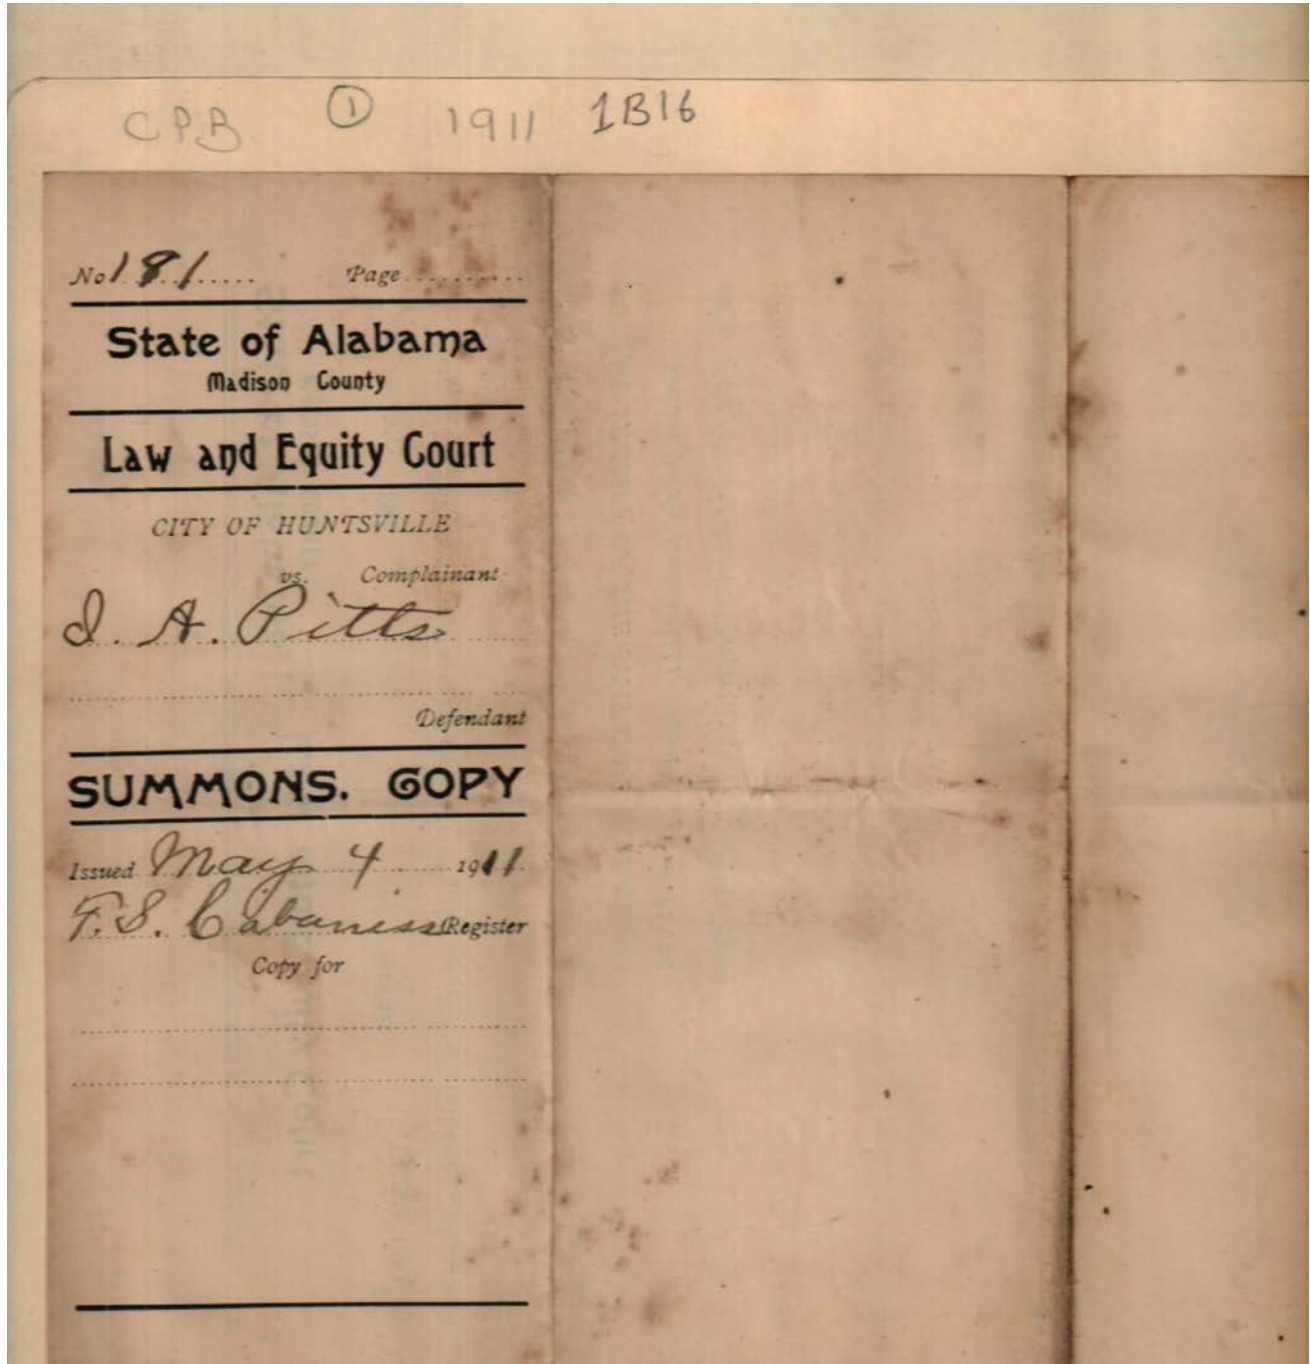 CPB ① 1911 1B16
No 181 Page
State of Alabama
Madison County
Law and Equity Court
CITY OF HUNTSVILLE
vs. Complainant
I. A. Pitts
Defendant
SUMMONS. COPY
Issued May 4 1911
F.S. Cabaniss Register
Copy for